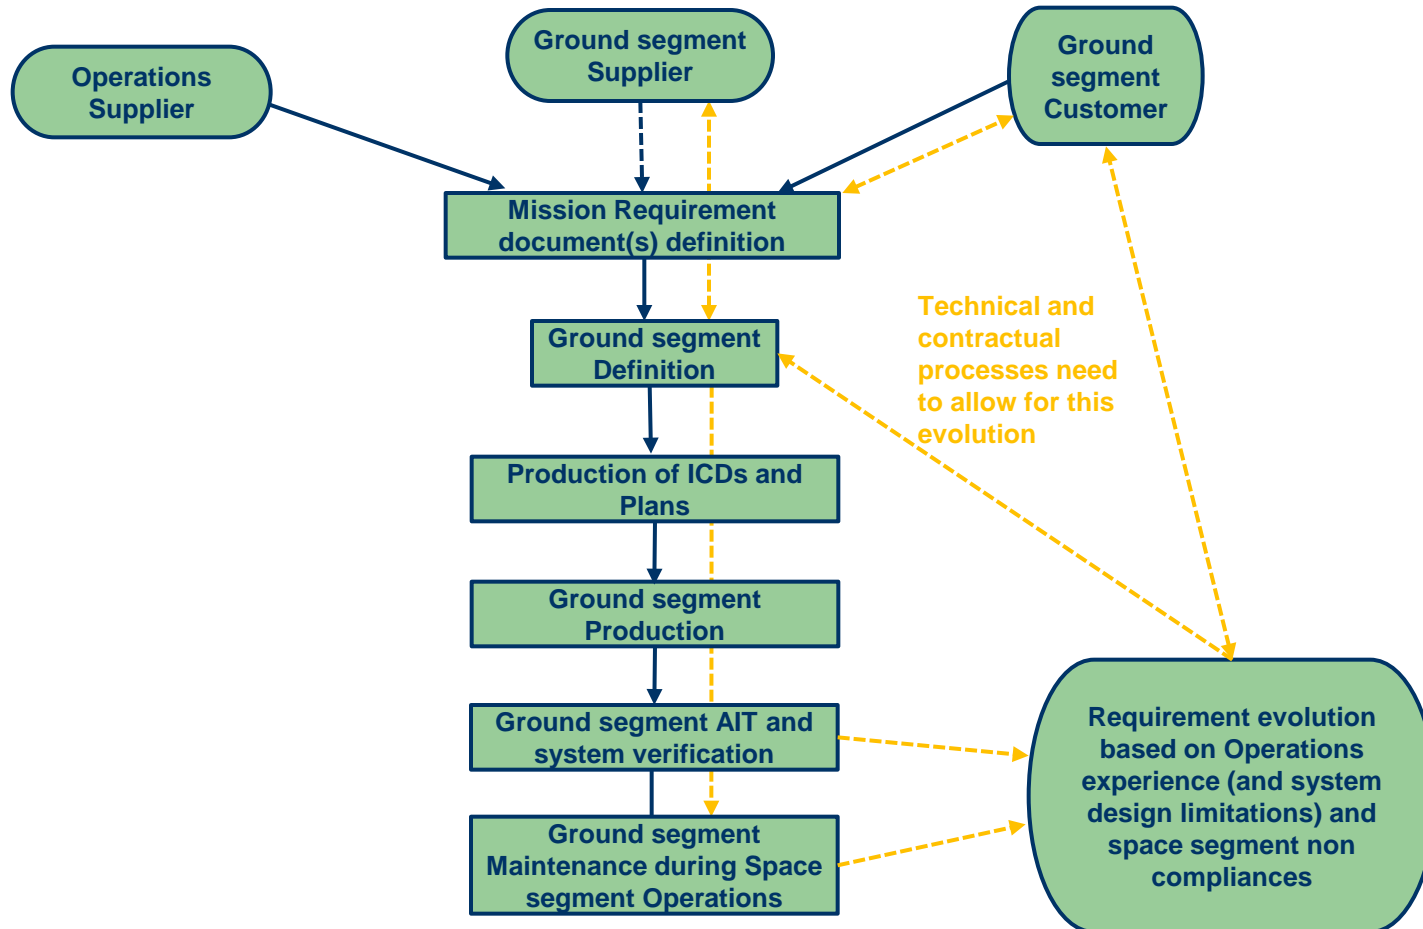 Operations
Supplier
Ground segment
Supplier
Ground
segment
Customer
Mission Requirement
document(s) definition
Ground segment
Definition
Technical and
contractual
processes need
to allow for this
evolution
Production of ICDs and
Plans
Ground segment
Production
Ground segment AIT and
system verification
Ground segment
Maintenance during Space
segment Operations
Requirement evolution
based on Operations
experience (and system
design limitations) and
space segment non
compliances